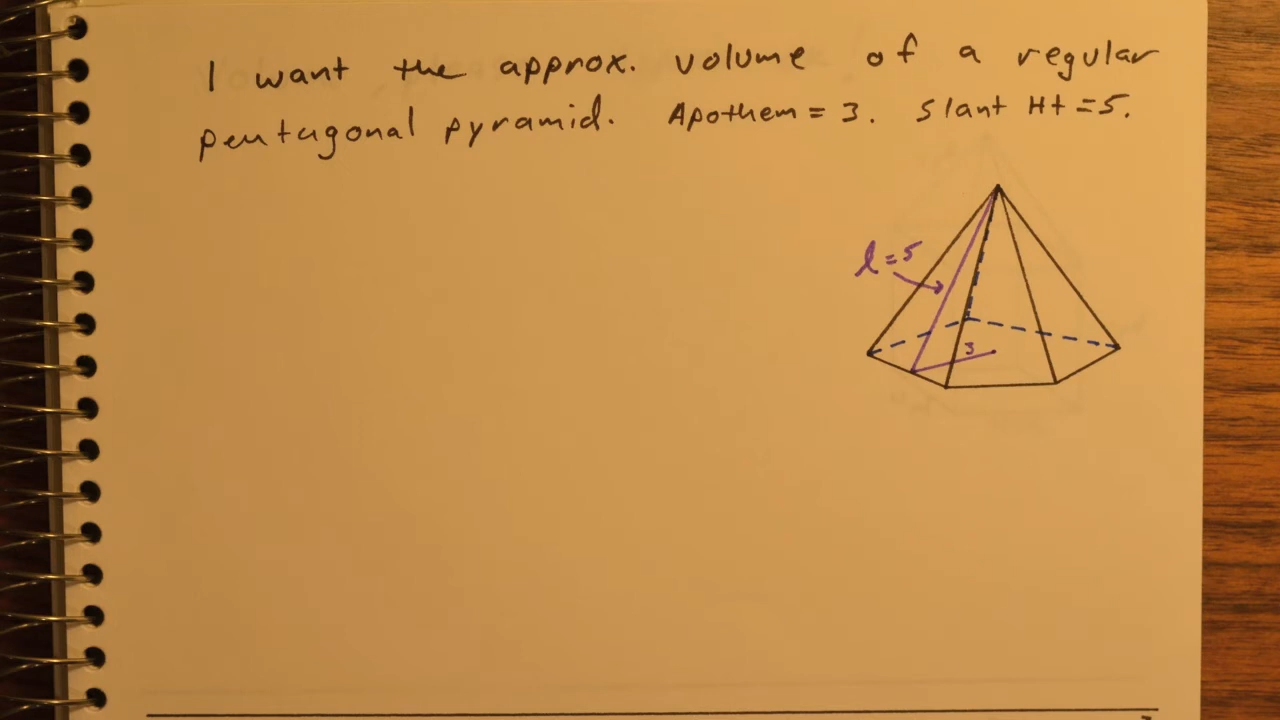 I want the approx. volume of a regular
pentagonal pyramid. Apothem = 3. Slant Ht = 5.
l = 5
3